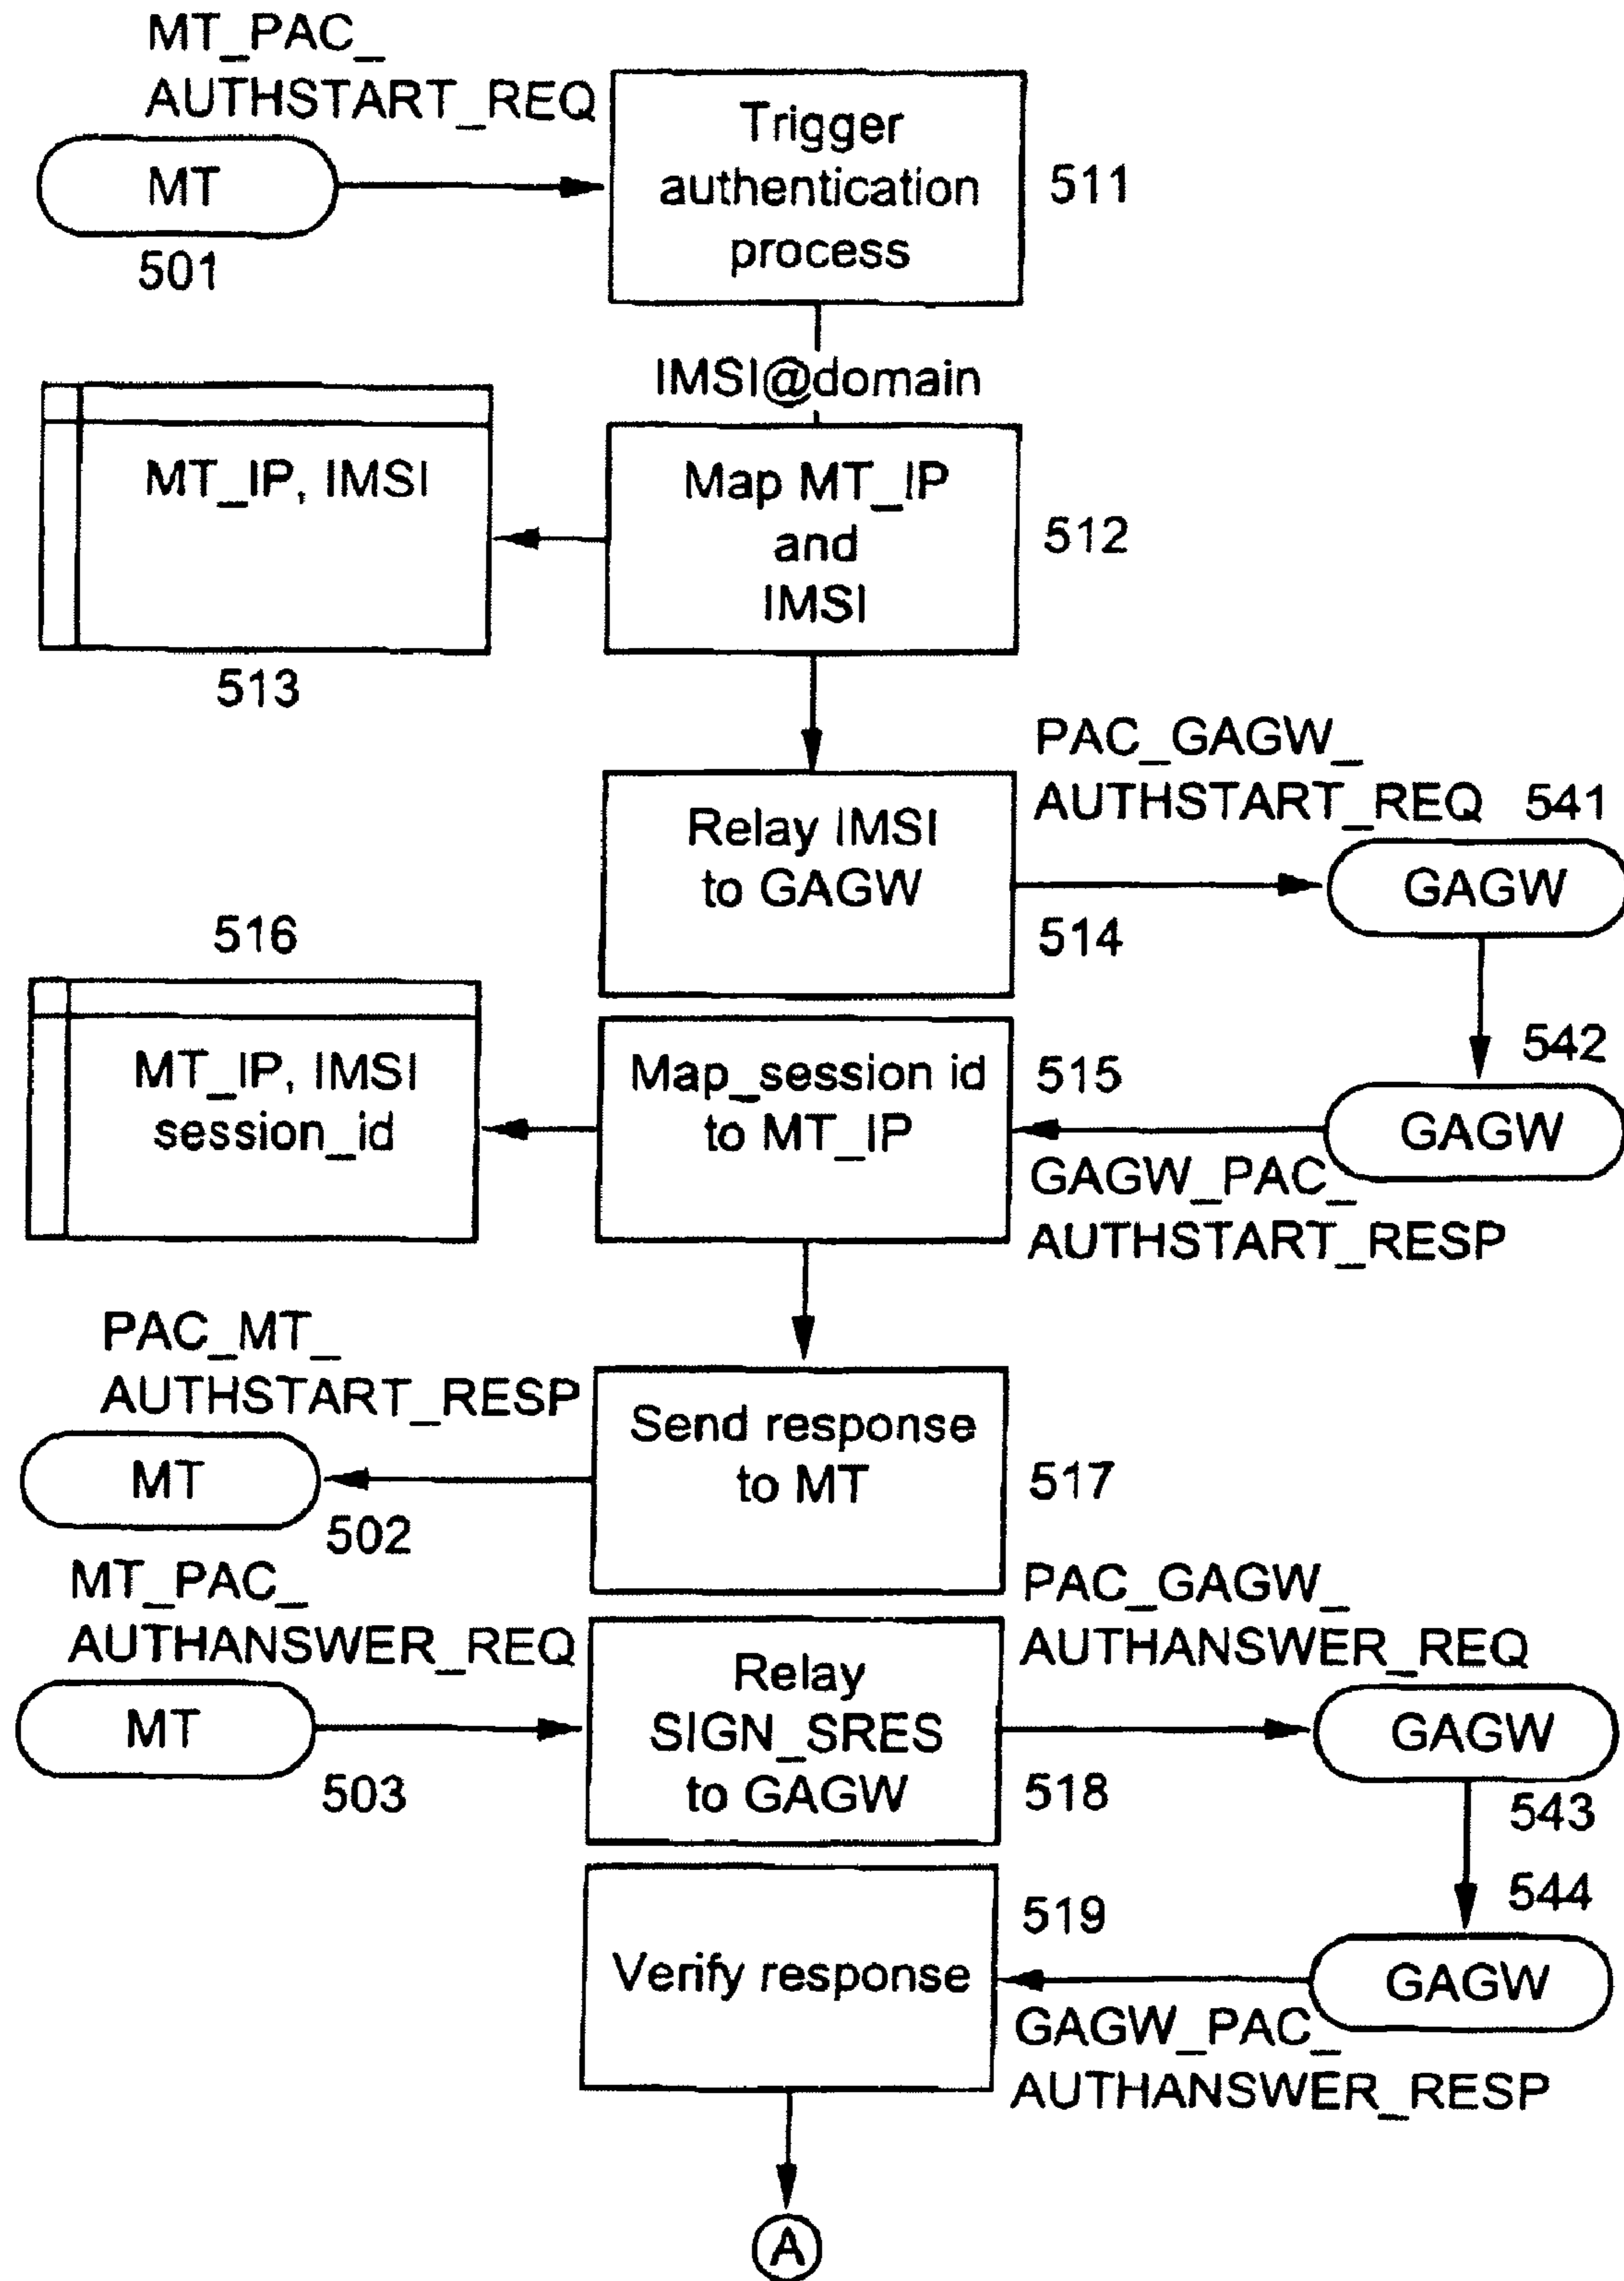 MT_PAC_
AUTHSTART_REQ
MT
501
Trigger
authentication
process
511
IMSI@domain
MT_IP, IMSI
513
Map MT_IP
and
IMSI
512
Relay IMSI
to GAGW
514
PAC_GAGW_
AUTHSTART_REQ 541
GAGW
516
MT_IP, IMSI
session_id
Map_session id
to MT_IP
515
542
GAGW
GAGW_PAC_
AUTHSTART_RESP
PAC_MT_
AUTHSTART_RESP
MT
502
Send response
to MT
517
MT_PAC_
AUTHANSWER_REQ
MT
503
Relay
SIGN_SRES
to GAGW
518
PAC_GAGW_
AUTHANSWER_REQ
GAGW
543
544
Verify response
519
GAGW
GAGW_PAC_
AUTHANSWER_RESP
A